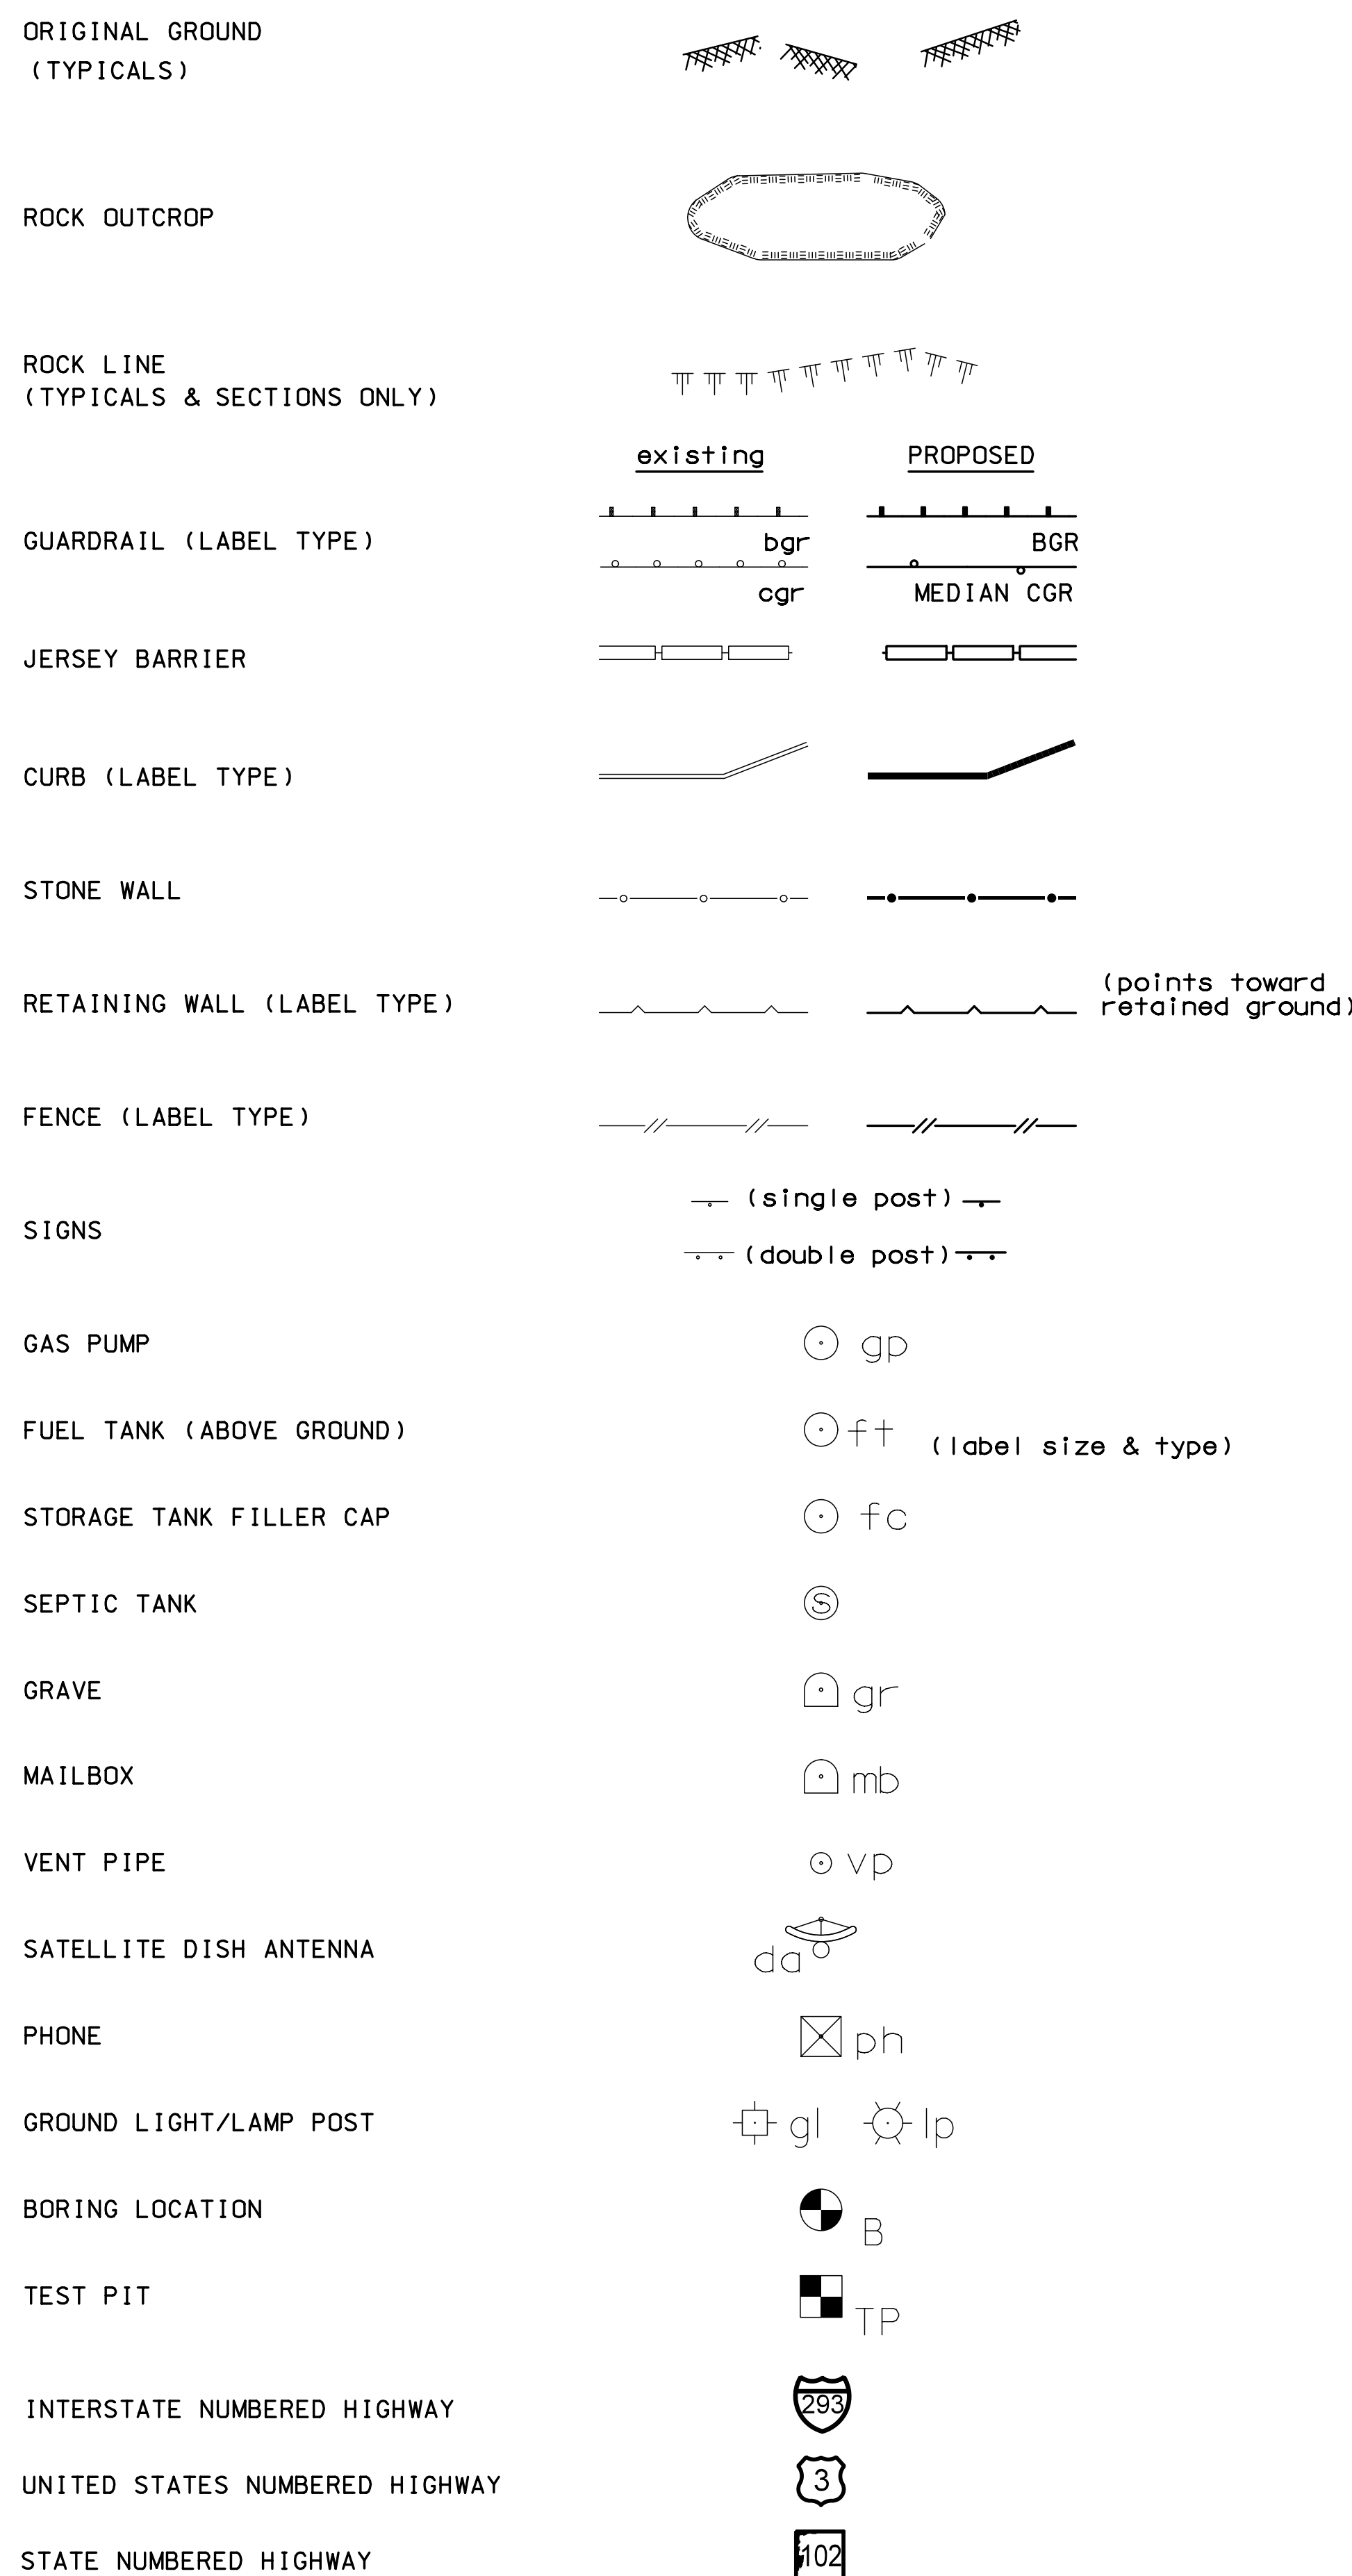 ORIGINAL GROUND
(TYPICALS)
ROCK OUTCROP
ROCK LINE
(TYPICALS & SECTIONS ONLY)
existing PROPOSED
GUARDRAIL (LABEL TYPE)
bgr BGR
cgr MEDIAN CGR
JERSEY BARRIER
CURB (LABEL TYPE)
STONE WALL
RETAINING WALL (LABEL TYPE)
(points toward
retained ground)
FENCE (LABEL TYPE)
SIGNS
(single post)
(double post)
GAS PUMP gp
FUEL TANK (ABOVE GROUND) ft (label size & type)
STORAGE TANK FILLER CAP fc
SEPTIC TANK S
GRAVE gr
MAILBOX mb
VENT PIPE vp
SATELLITE DISH ANTENNA da
PHONE ph
GROUND LIGHT/LAMP POST gl lp
BORING LOCATION B
TEST PIT TP
INTERSTATE NUMBERED HIGHWAY 293
UNITED STATES NUMBERED HIGHWAY 3
STATE NUMBERED HIGHWAY 102